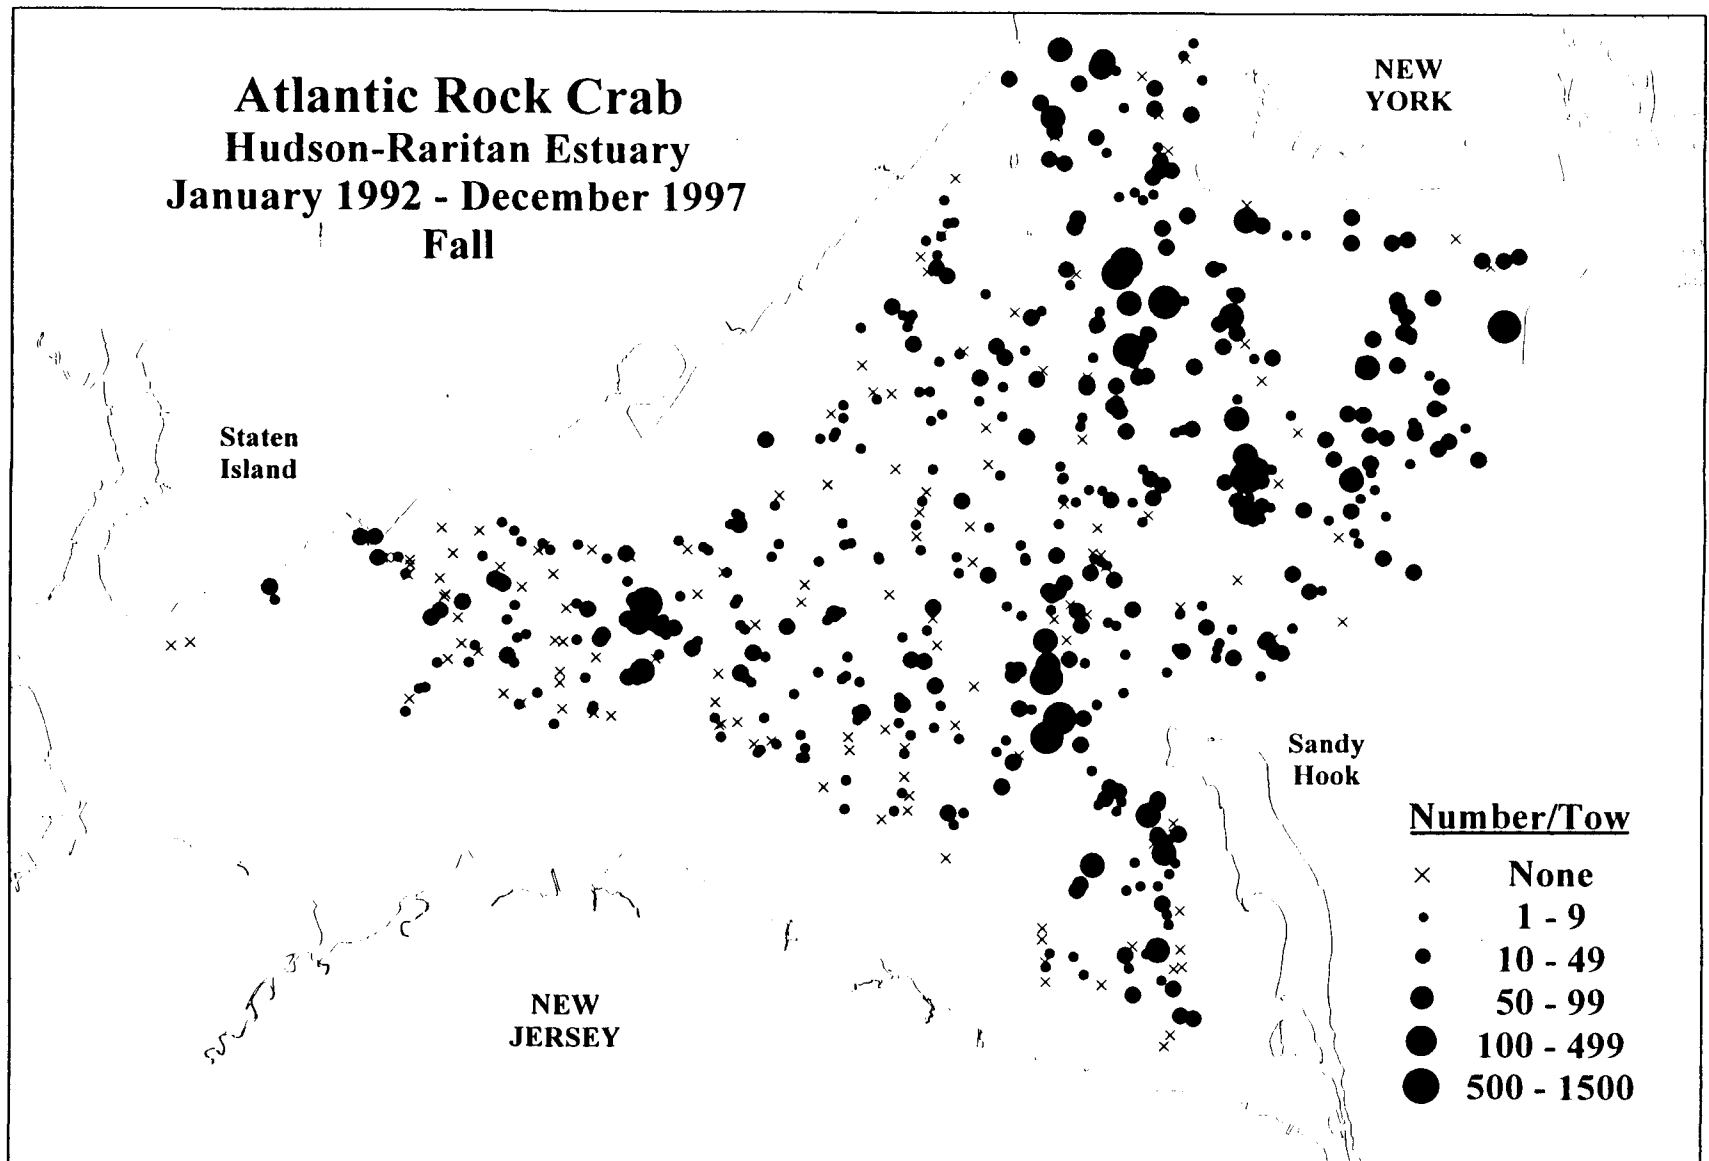 Atlantic Rock Crab
Hudson-Raritan Estuary
January 1992 - December 1997
Fall
NEW
YORK
Staten
Island
Sandy
Hook
NEW
JERSEY
Number/Tow
None
1 - 9
10 - 49
50 - 99
100 - 499
500 - 1500